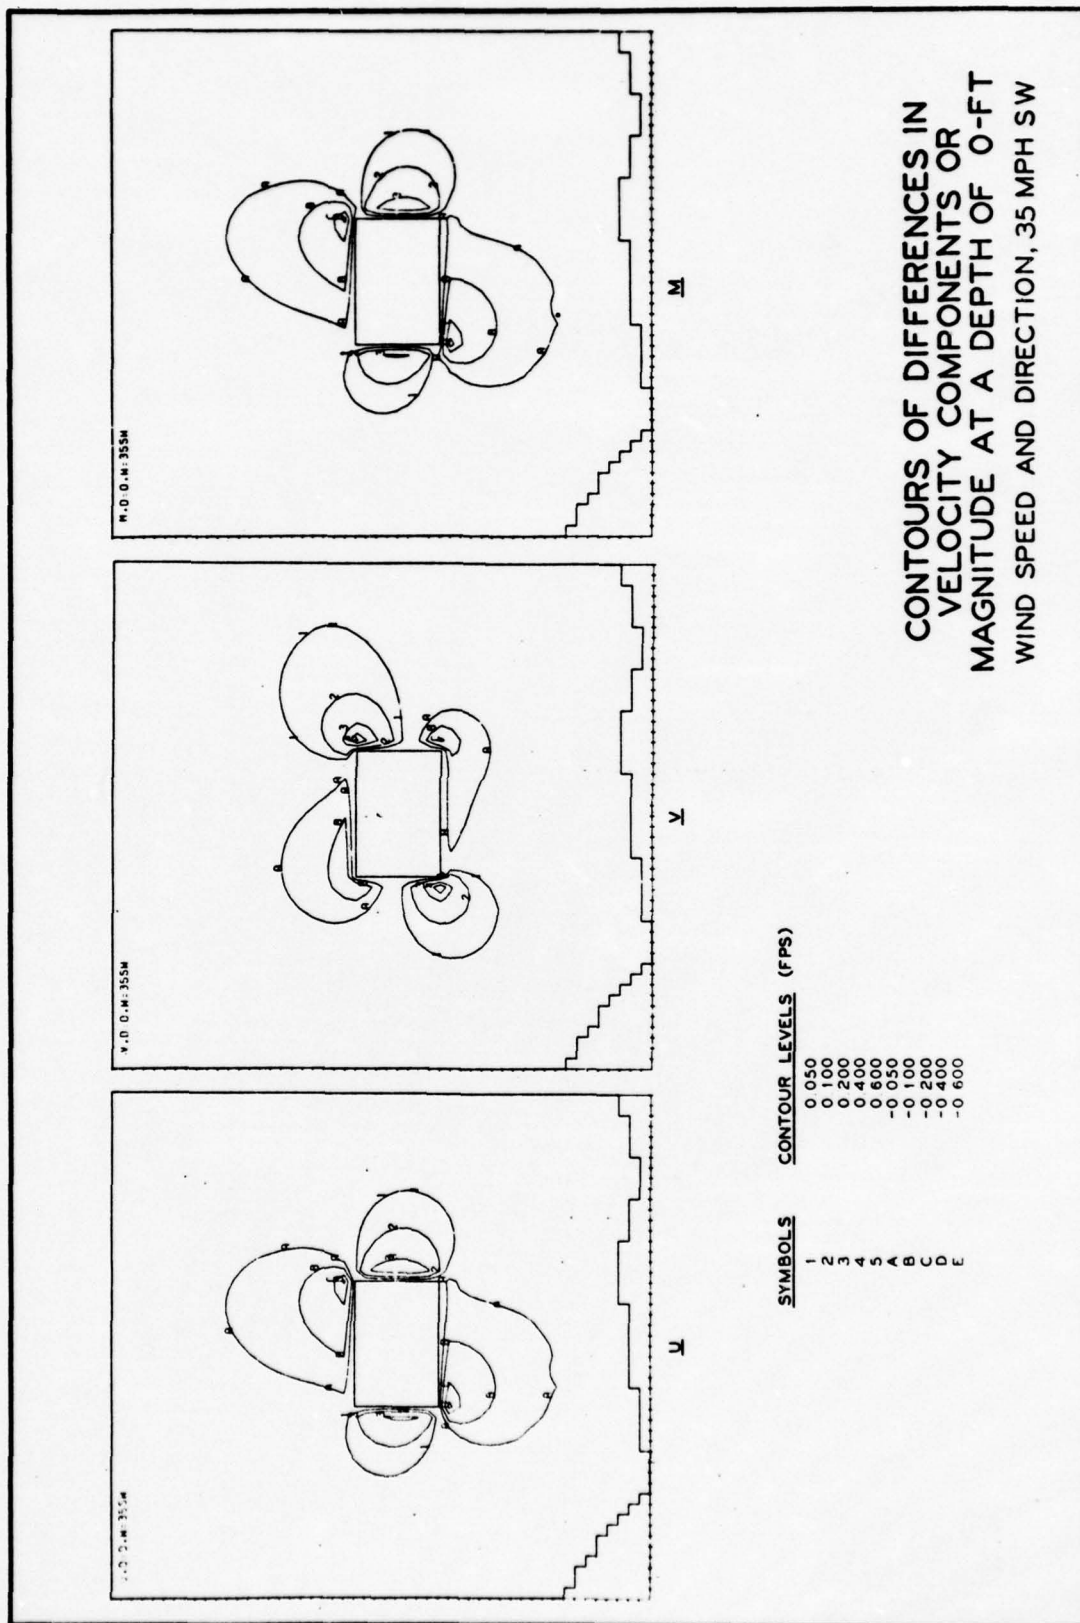 M.D:0.W:35SW
V.D 0.W:35SW
M
V
U
SYMBOLS CONTOUR LEVELS (FPS)
1 0.050
2 0.100
3 0.200
4 0.400
5 0.600
A -0.050
B -0.100
C -0.200
D -0.400
E -0.600
CONTOURS OF DIFFERENCES IN
VELOCITY COMPONENTS OR
MAGNITUDE AT A DEPTH OF 0-FT
WIND SPEED AND DIRECTION, 35 MPH SW